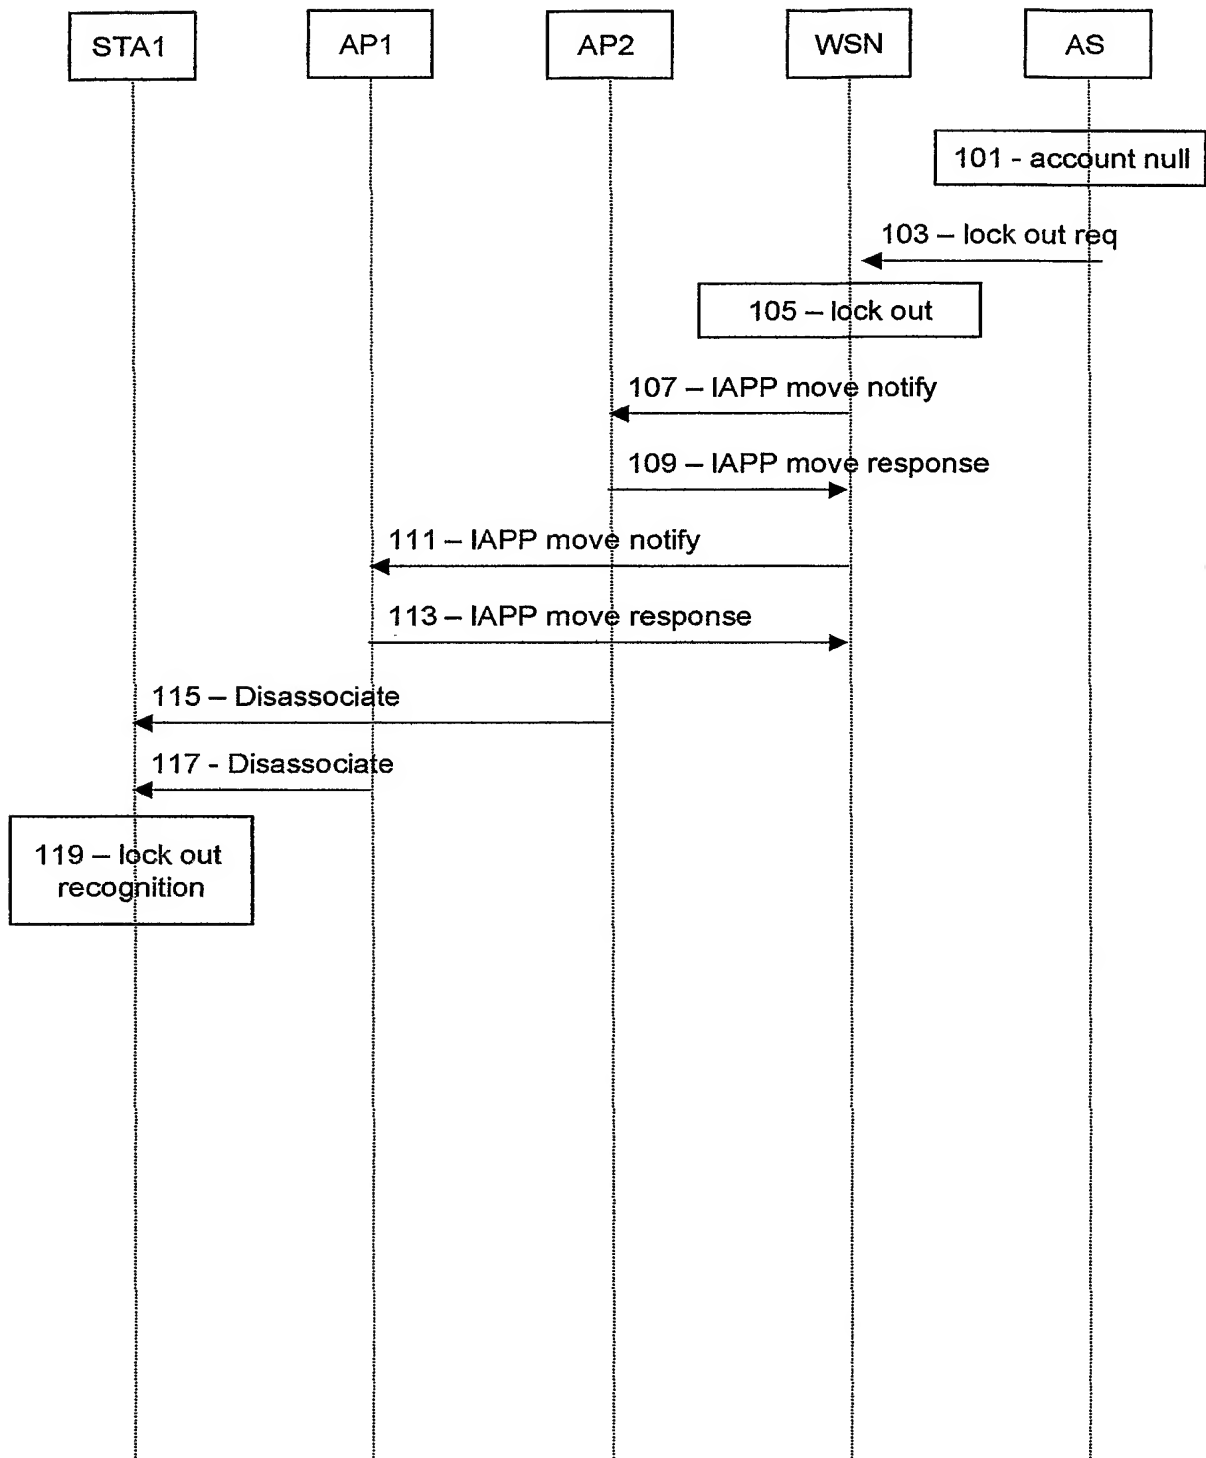 STA1
AP1
AP2
WSN
AS
101 - account null
103 – lock out req
105 – lock out
107 – IAPP move notify
109 – IAPP move response
111 – IAPP move notify
113 – IAPP move response
115 – Disassociate
117 - Disassociate
119 – lock out
recognition